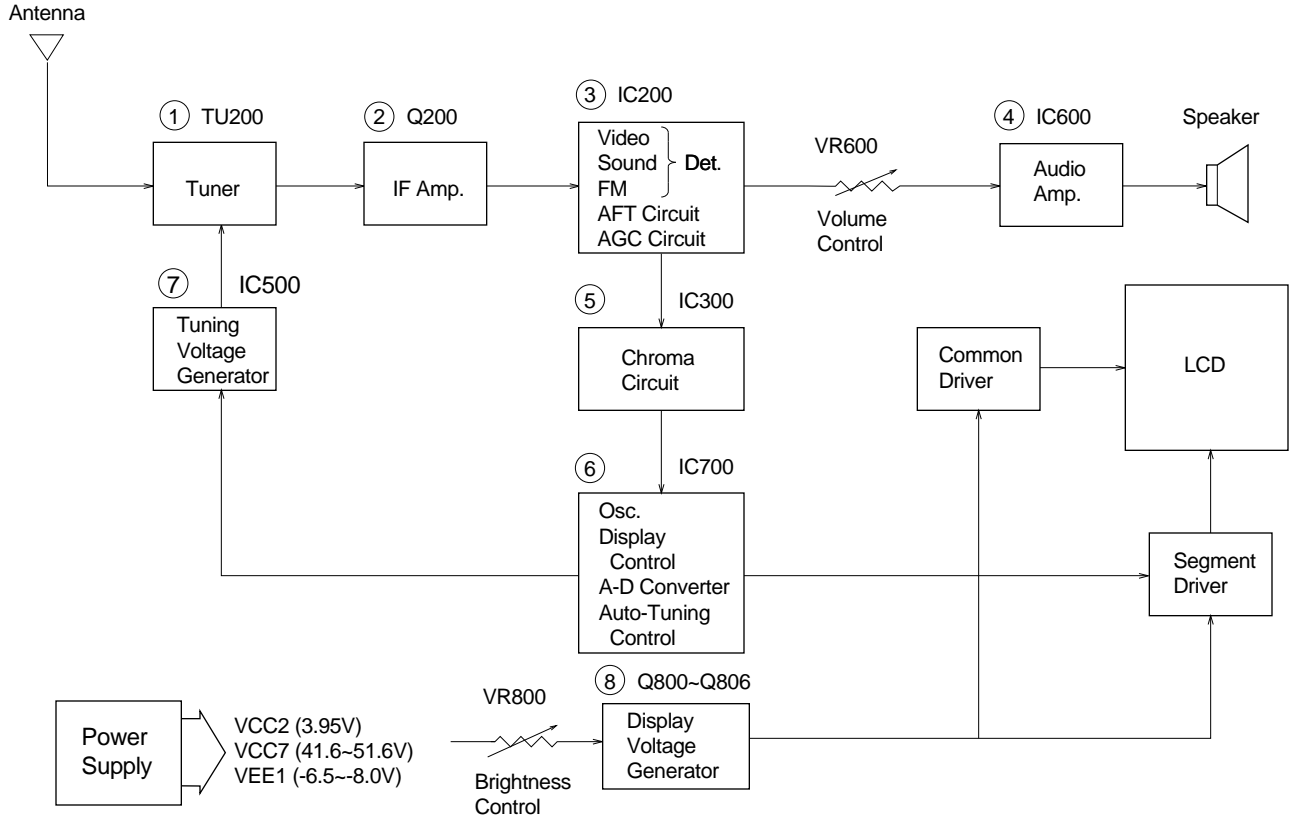 Antenna
① TU200
Tuner
② Q200
IF Amp.
③ IC200
Video
Sound
FM
Det.
AFT Circuit
AGC Circuit
VR600
Volume
Control
④ IC600
Audio
Amp.
Speaker
⑦ IC500
Tuning
Voltage
Generator
⑤ IC300
Chroma
Circuit
Common
Driver
LCD
⑥ IC700
Osc.
Display
Control
A-D Converter
Auto-Tuning
Control
Segment
Driver
Power
Supply
VCC2 (3.95V)
VCC7 (41.6~51.6V)
VEE1 (-6.5~-8.0V)
VR800
Brightness
Control
⑧ Q800~Q806
Display
Voltage
Generator